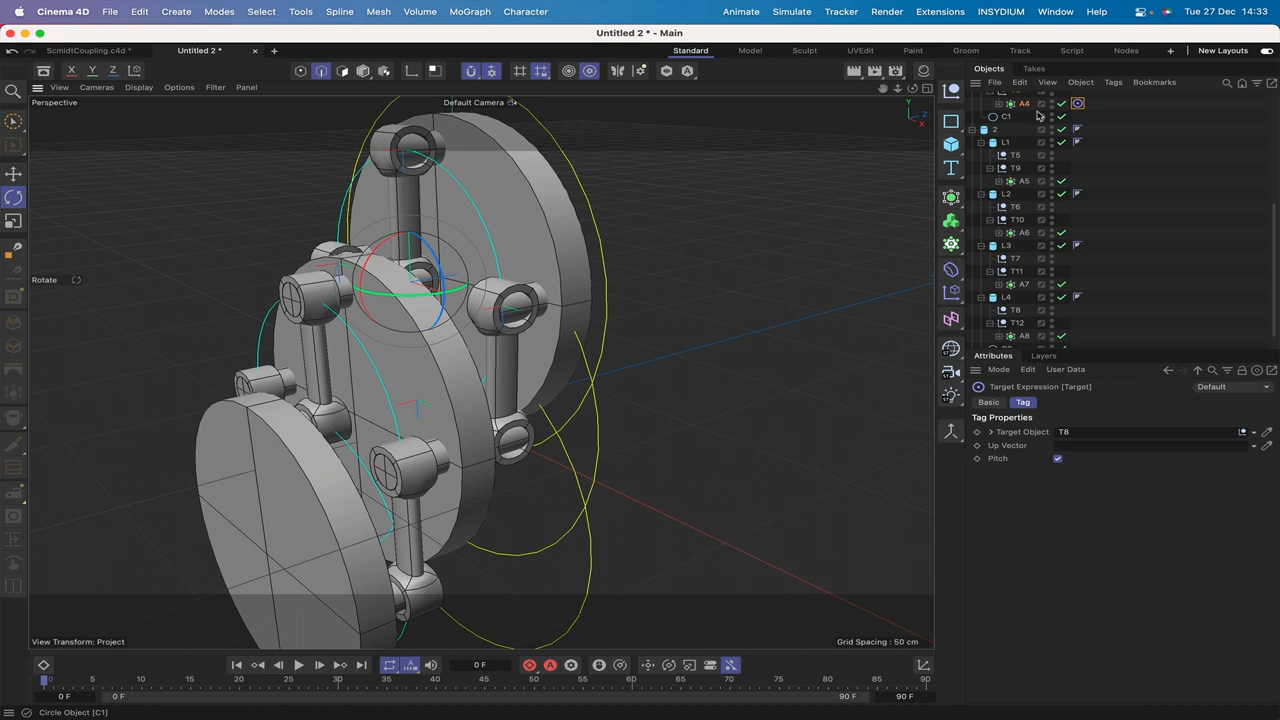 Cinema 4D File Edit Create Modes Select Tools Spline Mesh Volume MoGraph Character Animate Simulate Tracker Render Extensions INSYDIUM Window Help Tue 27 Dec 14:33
Untitled 2 * - Main
ScmidtCoupling.c4d * Untitled 2 * Standard Model Sculpt UVEdit Paint Groom Track Script Nodes New Layouts
X Y Z
Objects Takes
File Edit View Object Tags Bookmarks
View Cameras Display Options Filter Panel
Perspective
Default Camera
Y
Z
X
A4
C1
2
L1
T5
T9
A5
L2
T6
T10
A6
L3
T7
T11
A7
L4
T8
T12
A8
Rotate
Attributes Layers
Mode Edit User Data
Target Expression [Target] Default
Basic Tag
Tag Properties
Target Object T8
Up Vector
Pitch
View Transform: Project
Grid Spacing : 50 cm
0 F
0 5 10 15 20 25 30 35 40 45 50 55 60 65 70 75 80 85 90
0 F 0 F 90 F 90 F
Circle Object [C1]